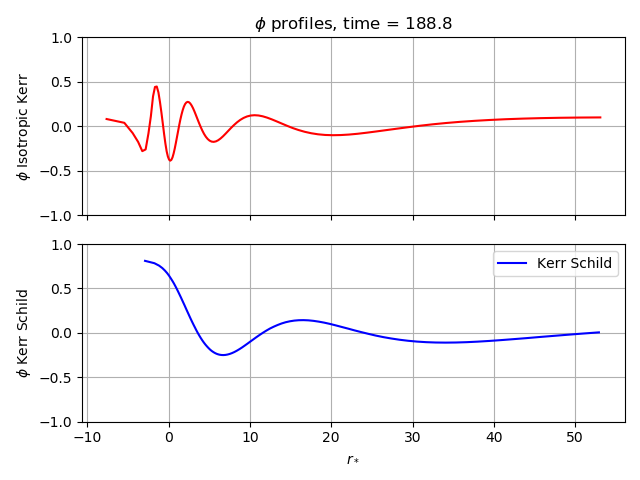 ϕ profiles, time = 188.8
1.0
0.5
0.0
−0.5
−1.0
ϕ Isotropic Kerr
1.0
0.5
0.0
−0.5
−1.0
ϕ Kerr Schild
Kerr Schild
−10 0 10 20 30 40 50
r*